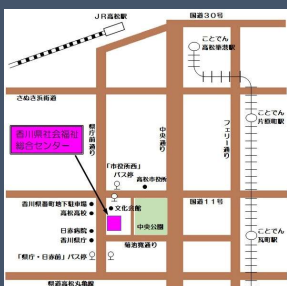 JR高松駅
国道30号
ことでん
高松築港駅
さぬき浜街道
県庁前通り
中央通り
フェリー通り
ことでん
片原町駅
香川県社会福祉
総合センター
「市役所西」
バス停
高松市役所
香川県番町地下駐車場
文化会館
国道11号
高松高校
日赤病院
香川県庁
中央公園
ことでん
瓦町駅
菊池寛通り
「県庁・日赤前」バス停
県道高松丸亀線